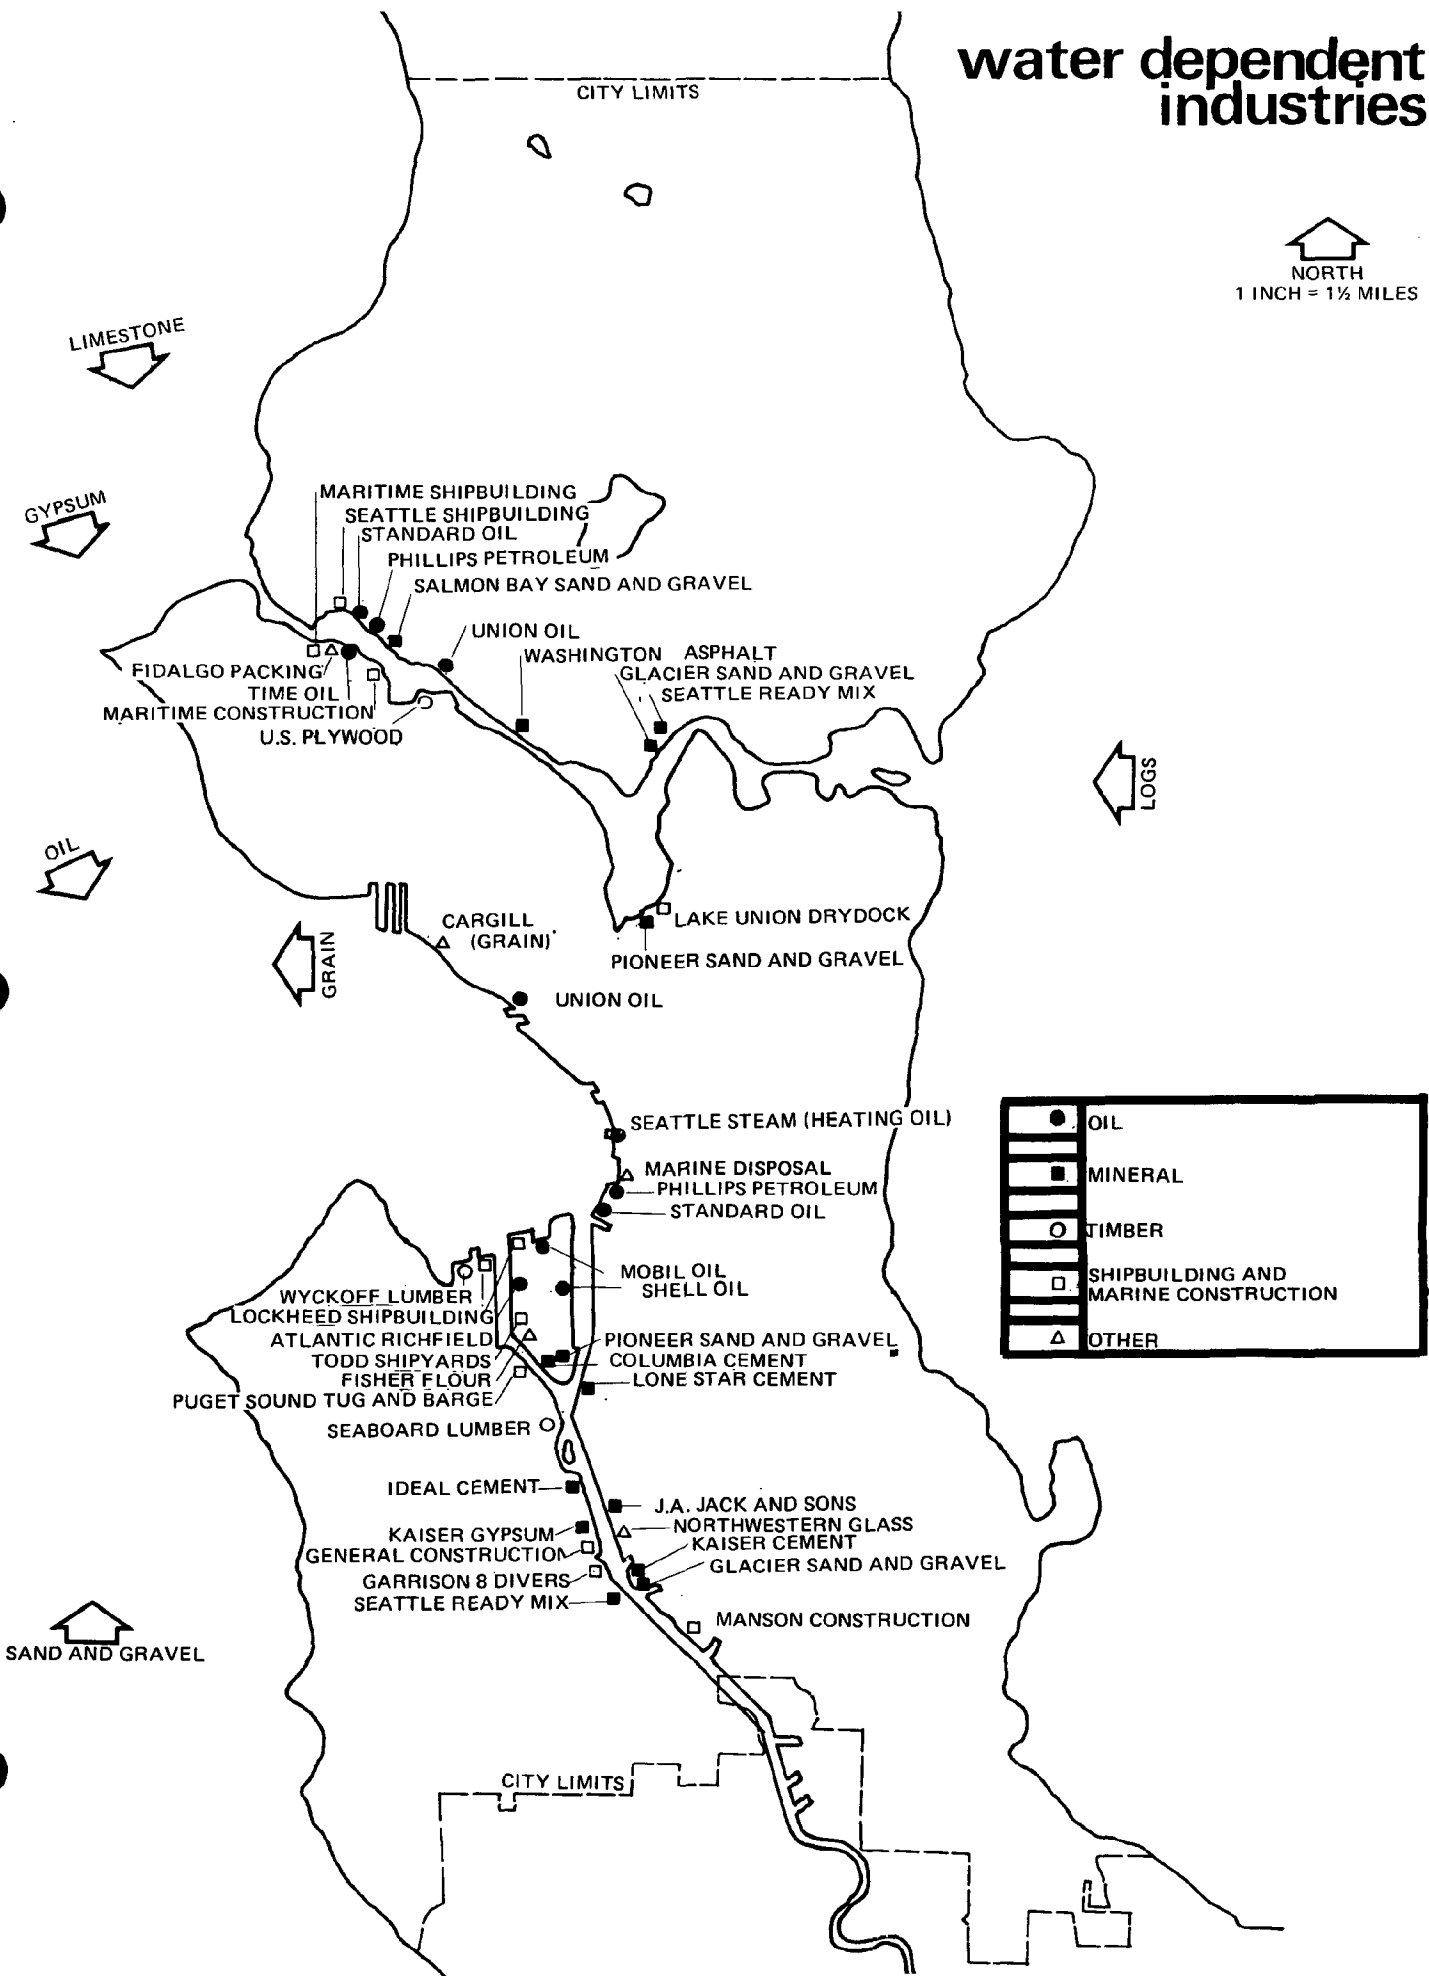 water dependent
industries
CITY LIMITS
NORTH
1 INCH = 1½ MILES
LIMESTONE
GYPSUM
MARITIME SHIPBUILDING
SEATTLE SHIPBUILDING
STANDARD OIL
PHILLIPS PETROLEUM
SALMON BAY SAND AND GRAVEL
UNION OIL
WASHINGTON ASPHALT
GLACIER SAND AND GRAVEL
SEATTLE READY MIX
FIDALGO PACKING
TIME OIL
MARITIME CONSTRUCTION
U.S. PLYWOOD
LOGS
OIL
GRAIN
CARGILL
(GRAIN)
LAKE UNION DRYDOCK
PIONEER SAND AND GRAVEL
UNION OIL
SEATTLE STEAM (HEATING OIL)
MARINE DISPOSAL
PHILLIPS PETROLEUM
STANDARD OIL
OIL
MINERAL
TIMBER
SHIPBUILDING AND
MARINE CONSTRUCTION
OTHER
MOBIL OIL
SHELL OIL
WYCKOFF LUMBER
LOCKHEED SHIPBUILDING
ATLANTIC RICHFIELD
TODD SHIPYARDS
FISHER FLOUR
PUGET SOUND TUG AND BARGE
PIONEER SAND AND GRAVEL
COLUMBIA CEMENT
LONE STAR CEMENT
SEABOARD LUMBER
IDEAL CEMENT
J.A. JACK AND SONS
NORTHWESTERN GLASS
KAISER CEMENT
GLACIER SAND AND GRAVEL
KAISER GYPSUM
GENERAL CONSTRUCTION
GARRISON 8 DIVERS
SEATTLE READY MIX
MANSON CONSTRUCTION
SAND AND GRAVEL
CITY LIMITS